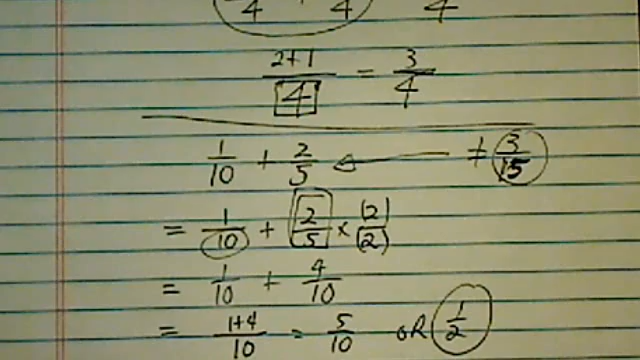 4 4 4
2+1/4 = 3/4
1/10 + 2/5 ← ≠ 3/15
= 1/10 + 2/5 × (2)/(2)
= 1/10 + 4/10
= 1+4/10 = 5/10 OR 1/2